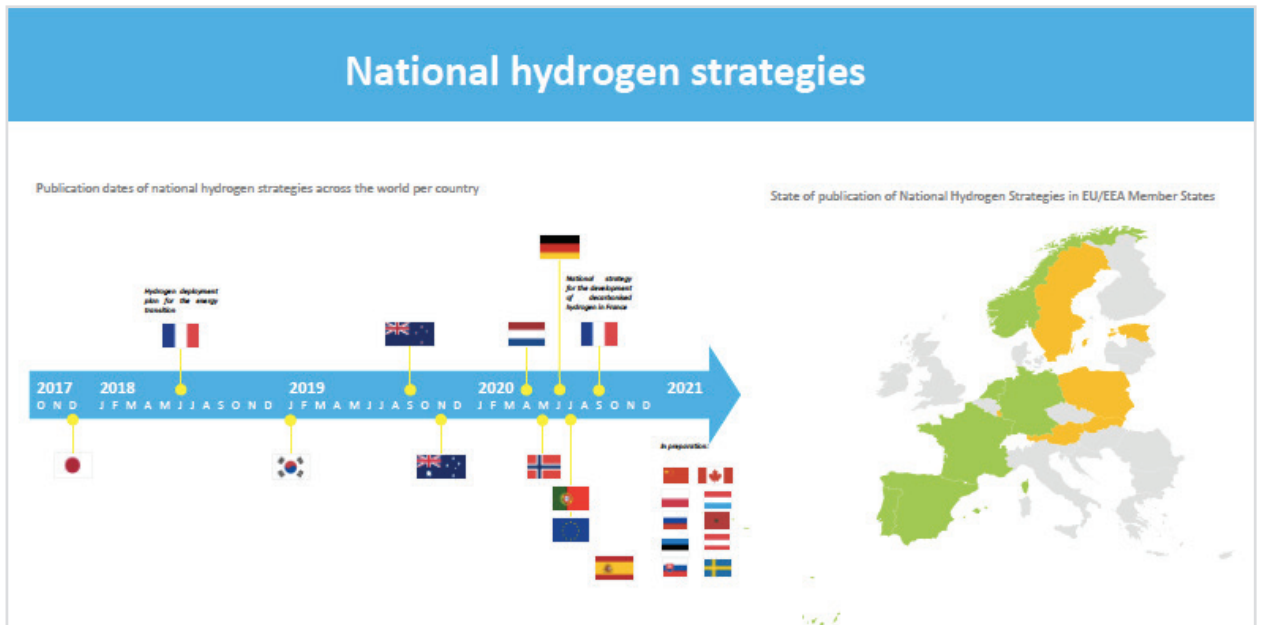 National hydrogen strategies
Publication dates of national hydrogen strategies across the world per country
State of publication of National Hydrogen Strategies in EU/EEA Member States
Hydrogen deployment
plan for the energy
transition
National strategy
for the development
of decarbonised
hydrogen in France
2017 2018 2019 2020 2021
O N D J F M A M J J A S O N D J F M A M J J A S O N D J F M A M J J A S O N D
In preparation: